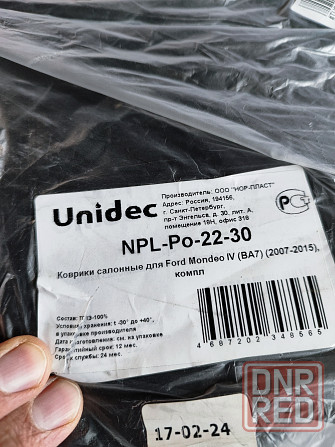 Unidec
Производитель: ООО "НОР-ПЛАСТ"
Адрес: Россия, 194156,
г. Санкт-Петербург,
пр-т Энгельса, д. 30, лит. А,
помещение 19Н, офис 318
NPL-Po-22-30
Коврики салонные для Ford Mondeo IV (BA7) (2007-2015),
компл
Состав: ПВЗ-100%
Условия хранения: t -30° до +40°,
в упаковке производителя
Дата изготовления: см. на упаковке
Гарантийный срок: 12 мес.
Срок службы: 24 мес.
4 687202 348565
17-02-24
DNR
RED